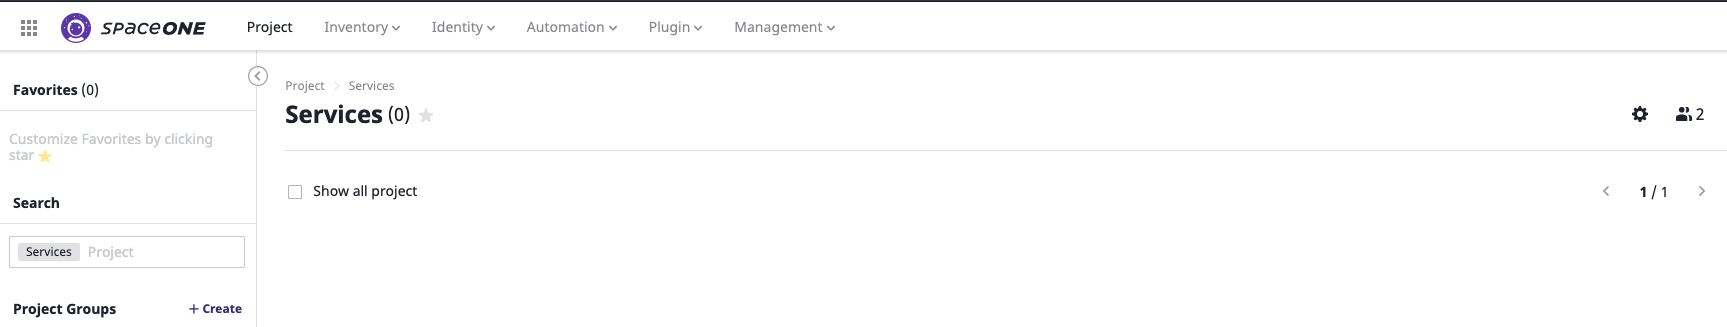 SPaceONE Project Inventory Identity Automation Plugin Management
Favorites (0)
Customize Favorites by clicking
star
Search
Services Project
Project Groups + Create
Project > Services
Services (0)
2
Show all project
< 1 / 1 >